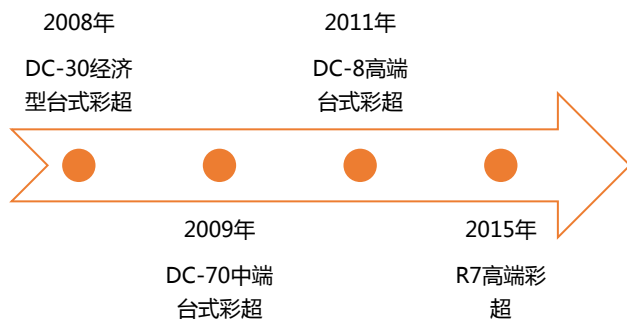 2008年
DC-30经济
型台式彩超
2009年
DC-70中端
台式彩超
2011年
DC-8高端
台式彩超
2015年
R7高端彩
超